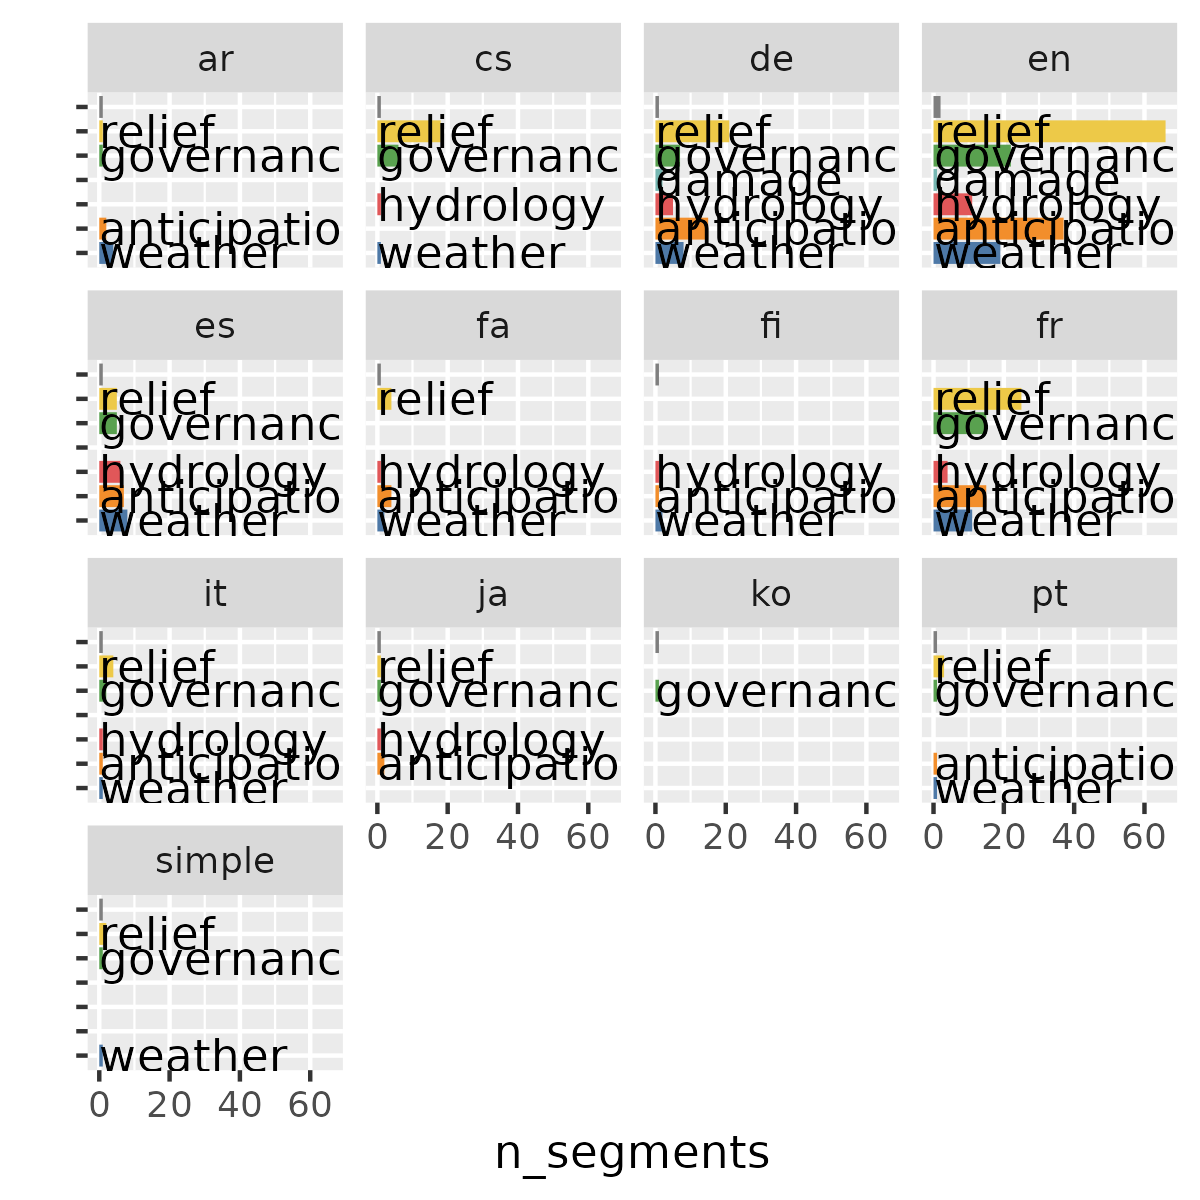 ar
cs
de
en
relief
governanc
anticipatio
weather
relief
governanc
hydrology
weather
relief
governanc
damage
hydrology
anticipatio
weather
relief
governanc
damage
hydrology
anticipatio
weather
es
fa
fi
fr
relief
governanc
hydrology
anticipatio
weather
relief
hydrology
anticipatio
weather
hydrology
anticipatio
weather
relief
governanc
hydrology
anticipatio
weather
it
ja
ko
pt
relief
governanc
hydrology
anticipatio
weather
relief
governanc
hydrology
anticipatio
governanc
relief
governanc
anticipatio
weather
0 20 40 60
0 20 40 60
0 20 40 60
simple
relief
governanc
weather
0 20 40 60
n_segments